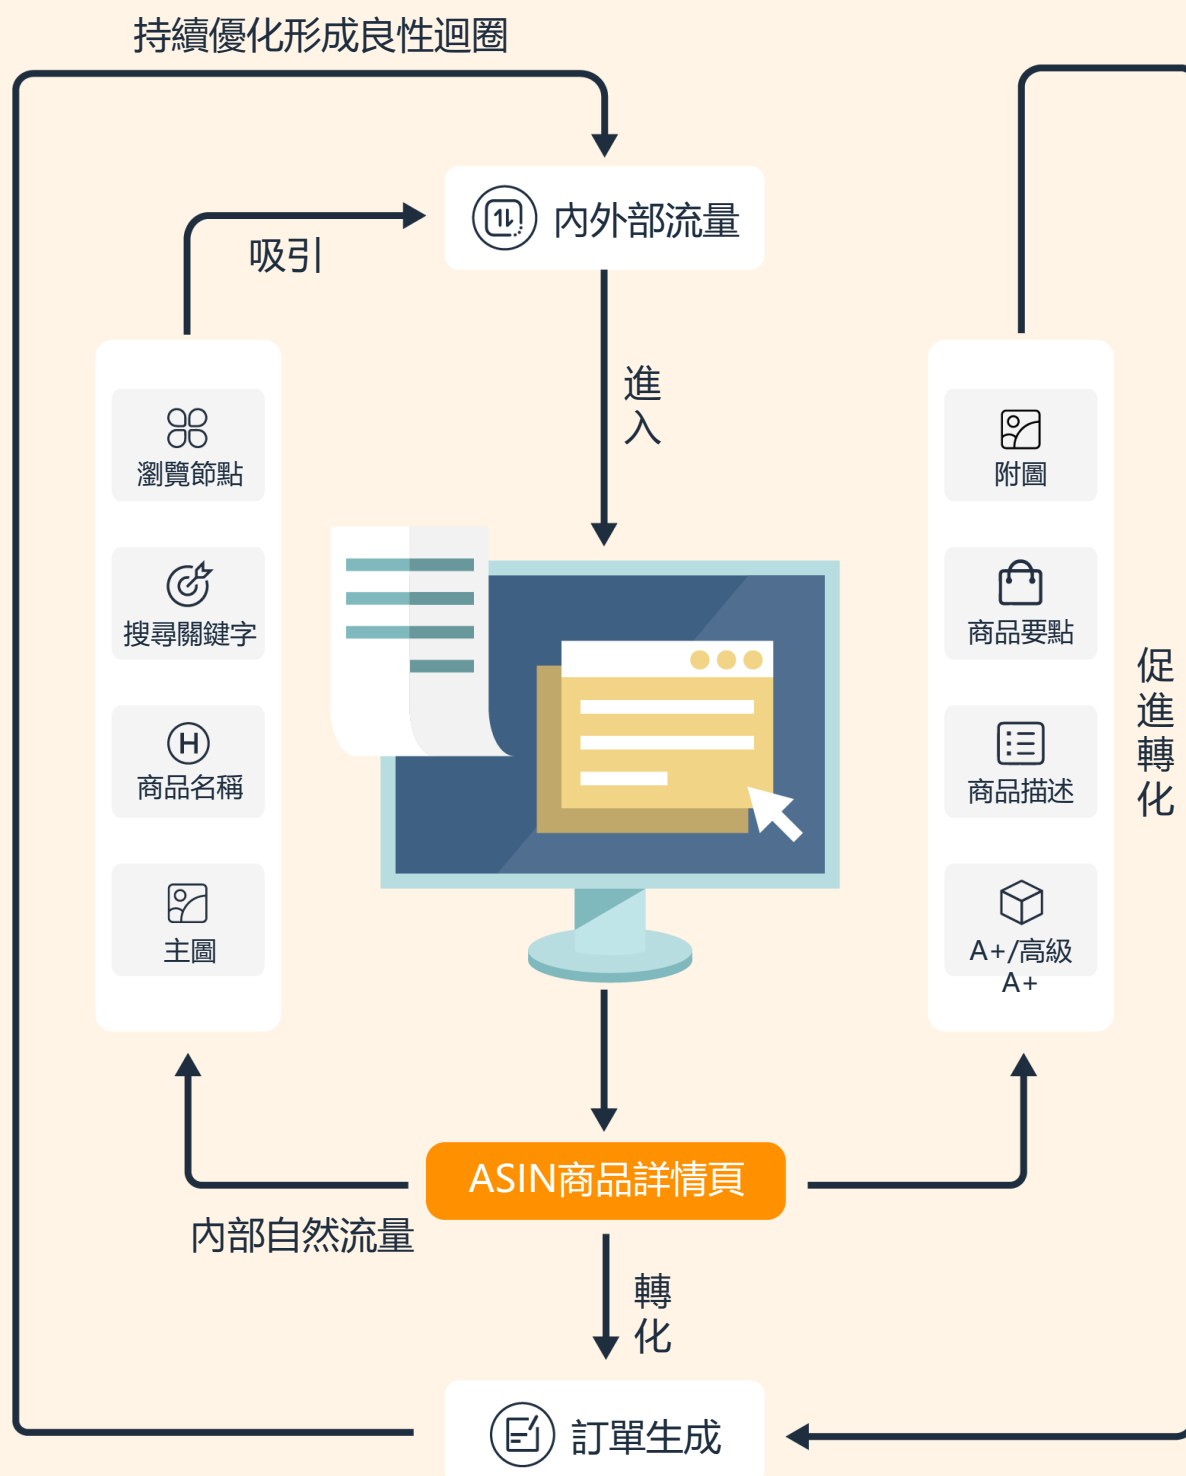 持續優化形成良性迴圈
內外部流量
吸引
進入
瀏覽節點
搜尋關鍵字
商品名稱
主圖
附圖
商品要點
商品描述
A+/高級
A+
促進轉化
ASIN商品詳情頁
內部自然流量
轉化
訂單生成